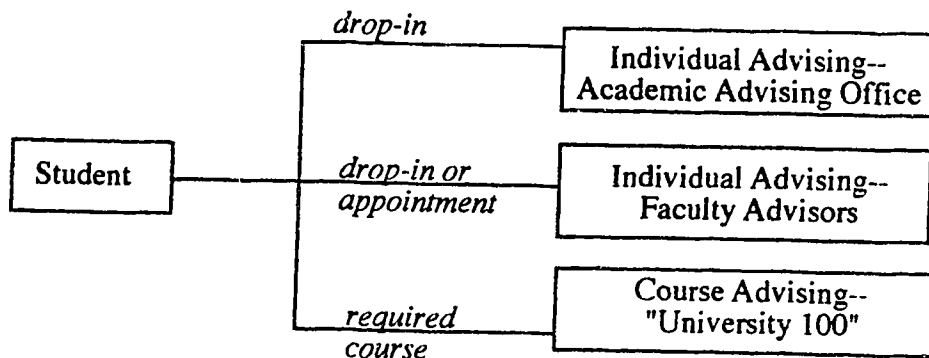 drop-in
Individual Advising--
Academic Advising Office
Student
drop-in or
appointment
Individual Advising--
Faculty Advisors
required
course
Course Advising--
"University 100"